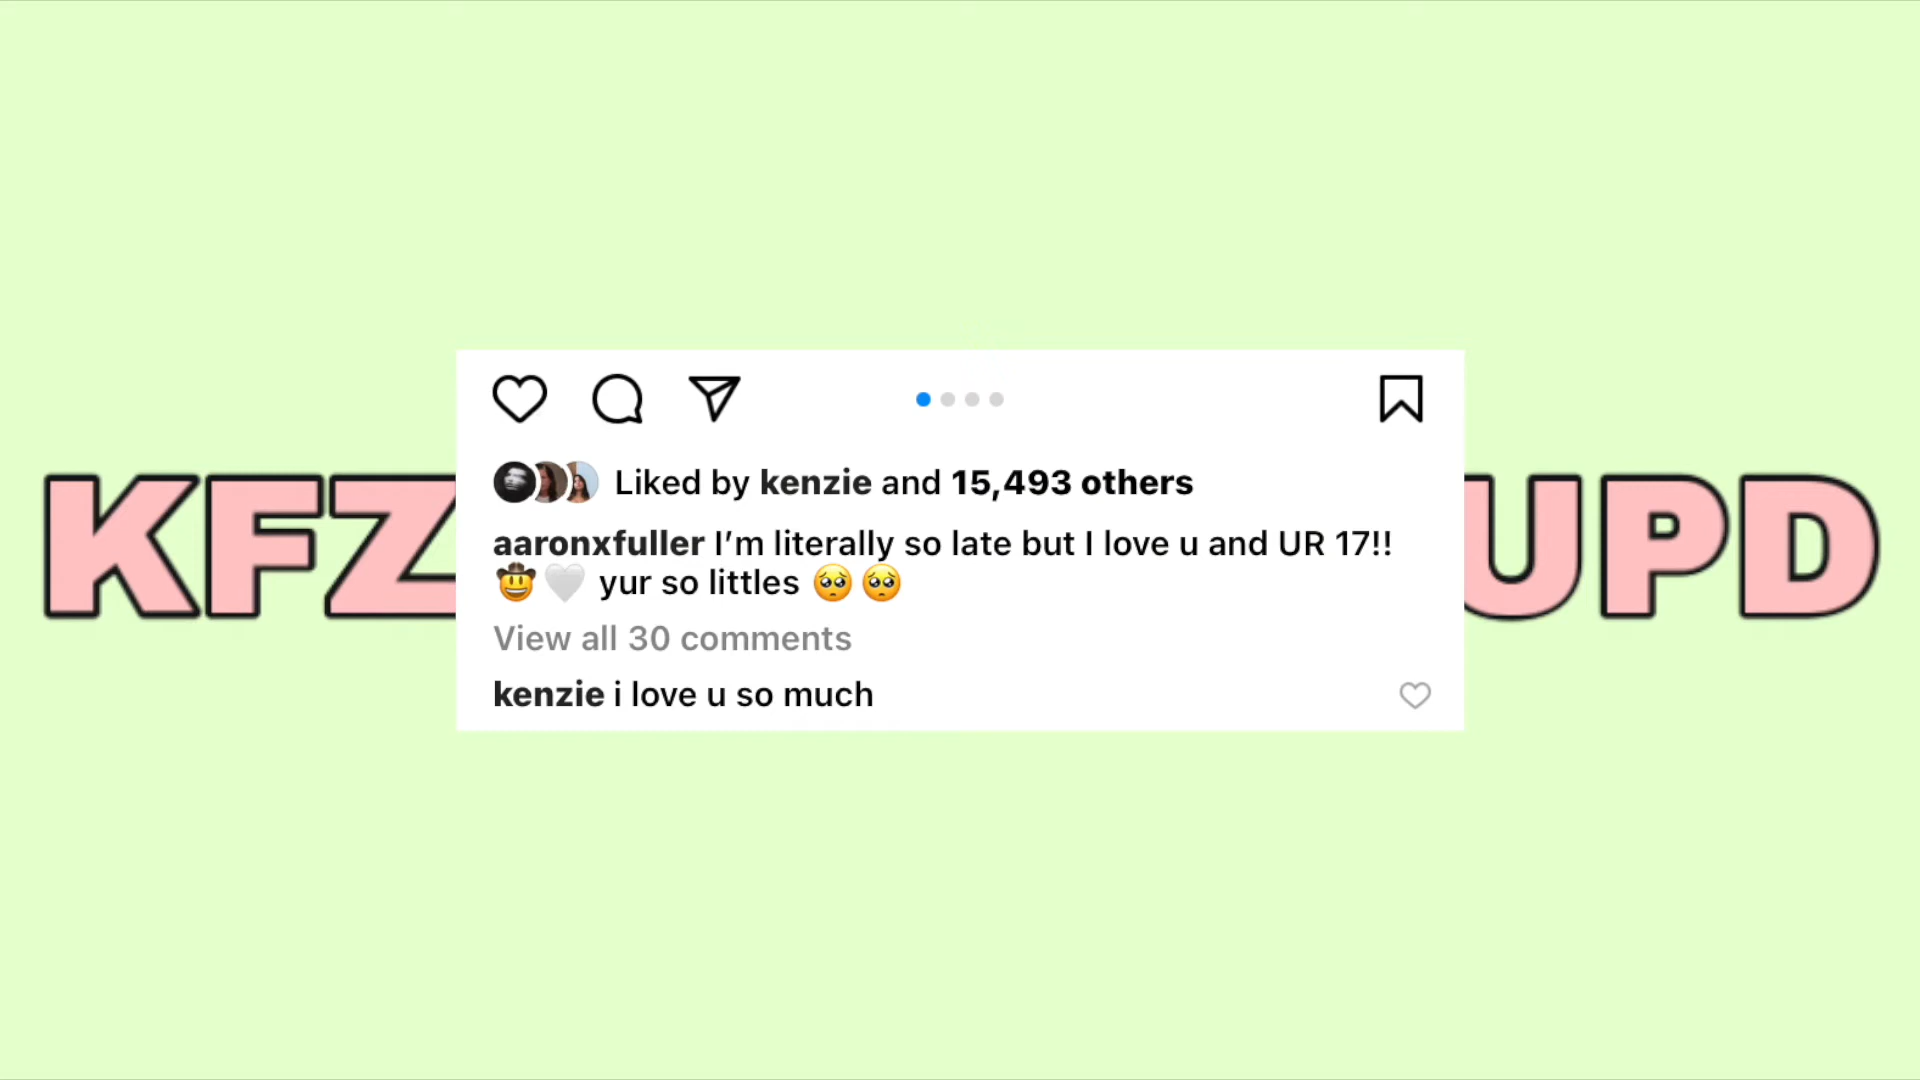 KFZ
UPD
Liked by kenzie and 15,493 others
aaronxfuller I’m literally so late but I love u and UR 17!!
🤠🤍 yur so littles 🥺🥺
View all 30 comments
kenzie i love u so much